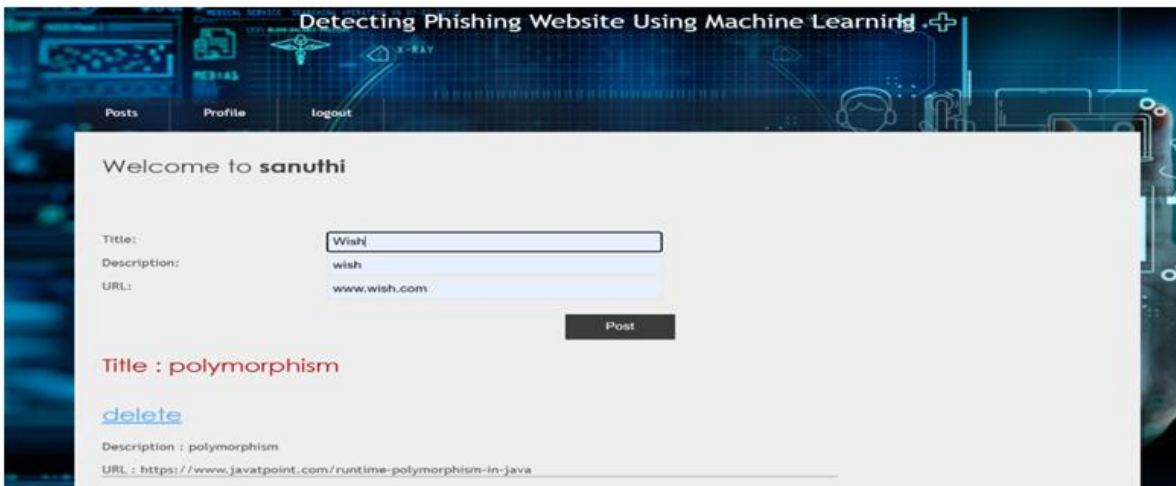 Detecting Phishing Website Using Machine Learning
X-RAY
Posts Profile logout
Welcome to sanuthi
Title: Wish
Description: wish
URL: www.wish.com
Post
Title : polymorphism
delete
Description : polymorphism
URL : https://www.javatpoint.com/runtime-polymorphism-in-java